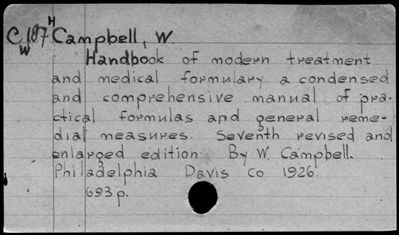 C187H Campbell, W.
W
Handbook of modern treatment
and medical formulary a condensed
and comprehensive manual of pra-
ctical formulas and general reme-
dial measures. Seventh revised and
enlarged edition. By W. Campbell.
Philadelphia Davis Co 1926.
693 p.